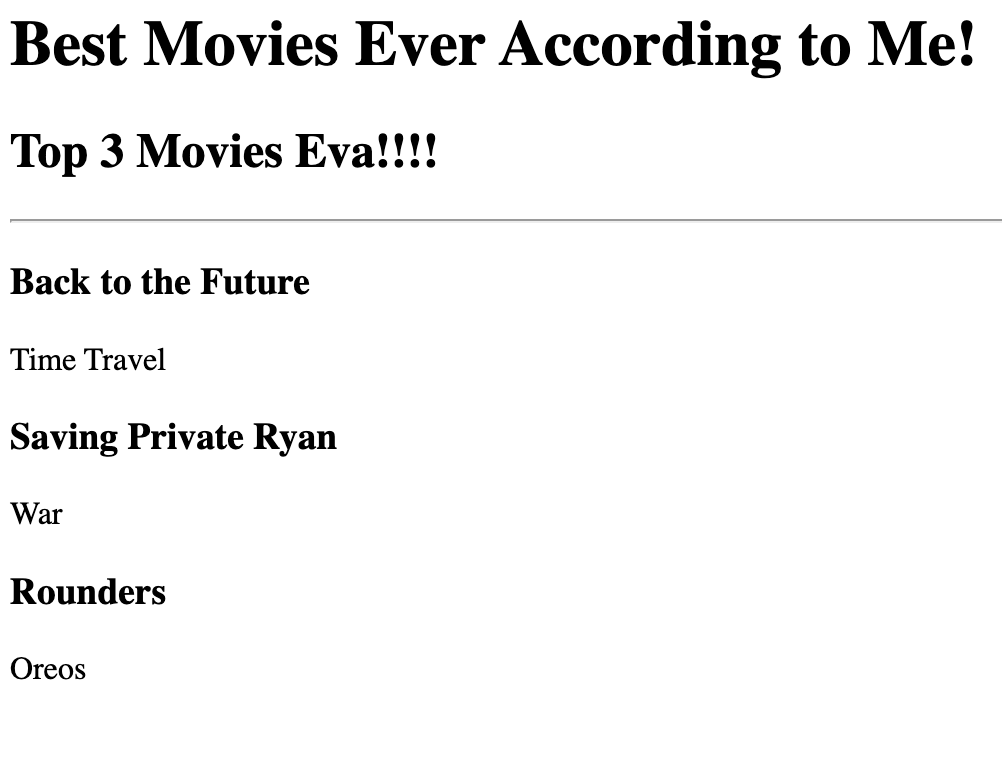 Best Movies Ever According to Me!
Top 3 Movies Eva!!!!
Back to the Future
Time Travel
Saving Private Ryan
War
Rounders
Oreos